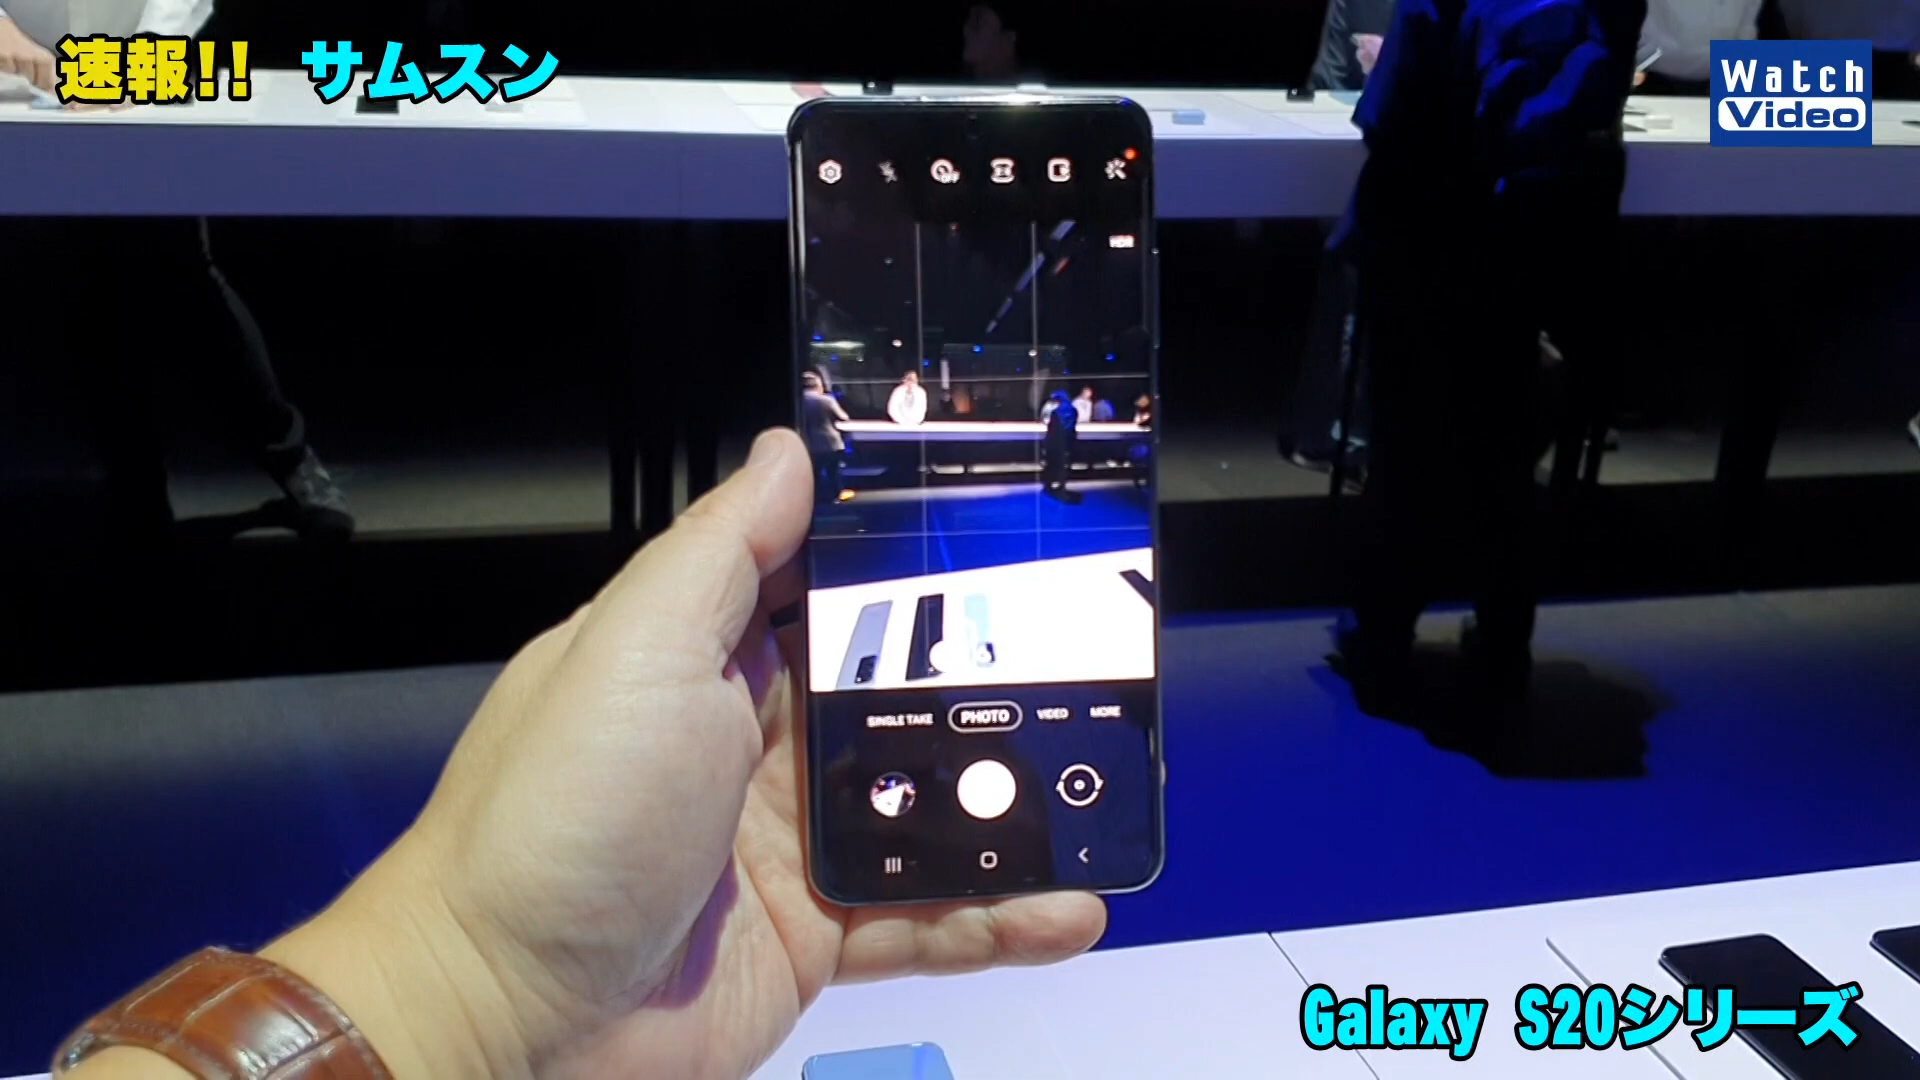 速報!! サムスン
Watch
Video
OFF
HDR
SINGLE TAKE PHOTO VIDEO MORE
Galaxy S20シリーズ